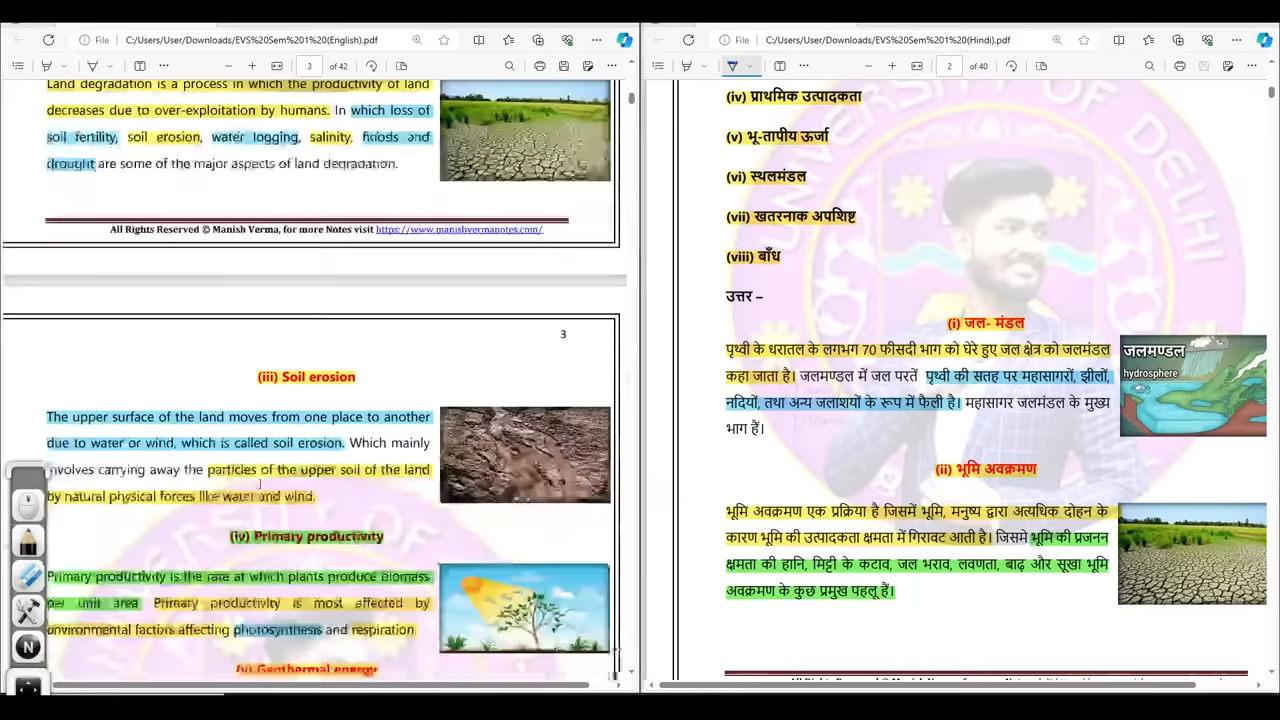 File C:/Users/User/Downloads/EVS%20Sem%201%20(English).pdf
3 of 42
Land degradation is a process in which the productivity of land
decreases due to over-exploitation by humans. In which loss of
soil fertility, soil erosion, water logging, salinity, floods and
drought are some of the major aspects of land degradation.
All Rights Reserved © Manish Verma, for more Notes visit https://www.manishvermanotes.com/
3
(iii) Soil erosion
The upper surface of the land moves from one place to another
due to water or wind, which is called soil erosion. Which mainly
involves carrying away the particles of the upper soil of the land
by natural physical forces like water and wind.
(iv) Primary productivity
Primary productivity is the rate at which plants produce biomass
per unit area. Primary productivity is most affected by
environmental factors affecting photosynthesis and respiration.
(v) Geothermal energy
N
File C:/Users/User/Downloads/EVS%20Sem%201%20(Hindi).pdf
2 of 40
(iv) प्राथमिक उत्पादकता
(v) भू-तापीय ऊर्जा
(vi) स्थलमंडल
(vii) खतरनाक अपशिष्ट
(viii) बाँध
उत्तर –
(i) जल- मंडल
पृथ्वी के धरातल के लगभग 70 फीसदी भाग को घेरे हुए जल क्षेत्र को जलमंडल
कहा जाता है। जलमण्डल में जल परतें पृथ्वी की सतह पर महासागरों, झीलों,
नदियों, तथा अन्य जलाशयों के रूप में फैली है। महासागर जलमंडल के मुख्य
भाग हैं।
जलमण्डल
hydrosphere
(ii) भूमि अवक्रमण
भूमि अवक्रमण एक प्रक्रिया है जिसमें भूमि, मनुष्य द्वारा अत्यधिक दोहन के
कारण भूमि की उत्पादकता क्षमता में गिरावट आती है। जिसमे भूमि की प्रजनन
क्षमता की हानि, मिट्टी के कटाव, जल भराव, लवणता, बाढ़ और सूखा भूमि
अवक्रमण के कुछ प्रमुख पहलू हैं।